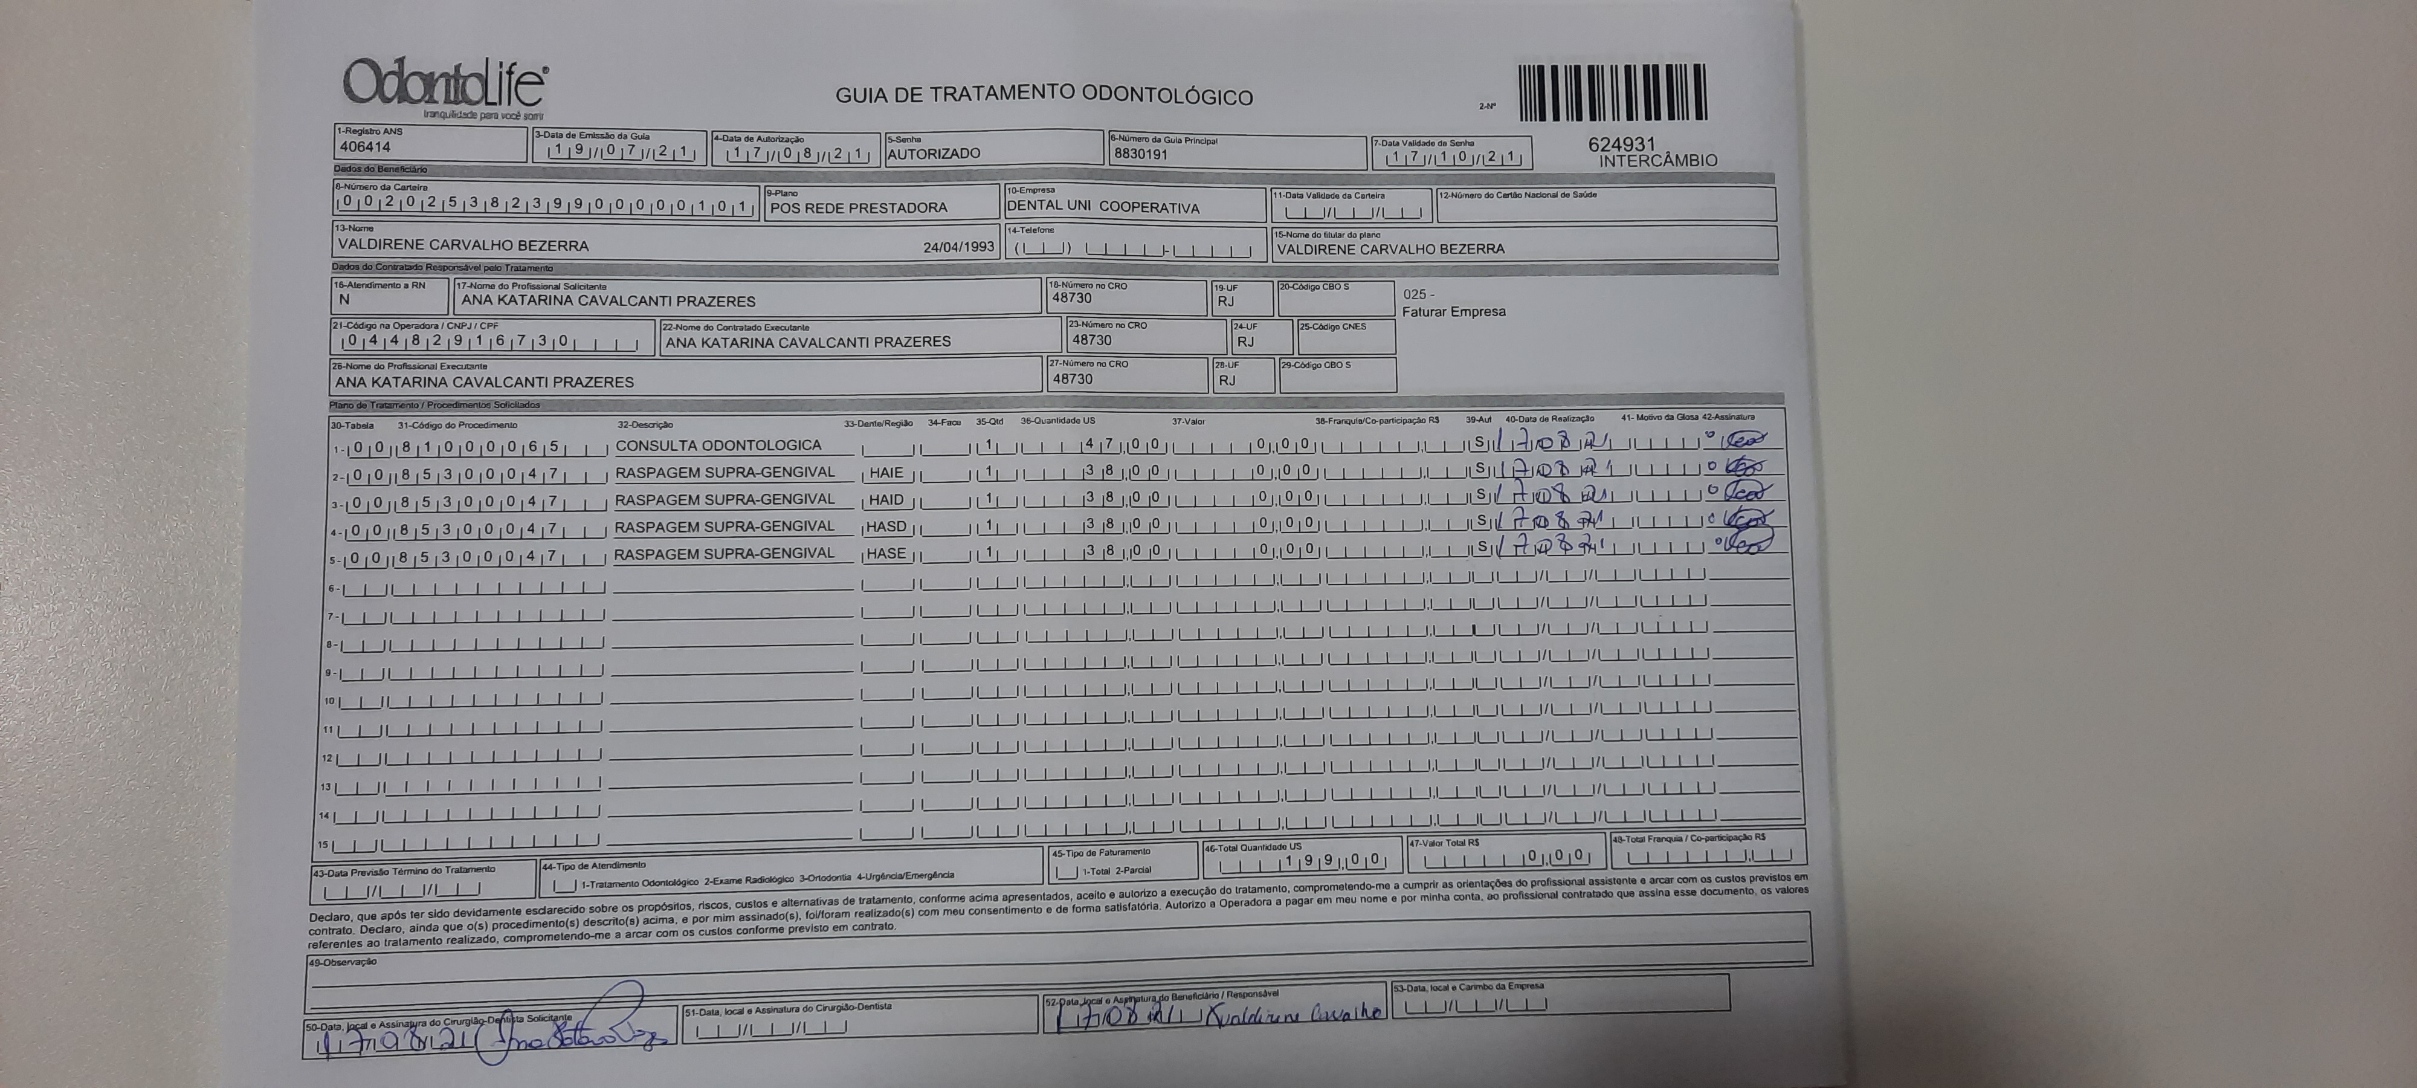 OdontoLife®
tranquilidade para você sorrir
GUIA DE TRATAMENTO ODONTOLÓGICO
2-Nº
624931
INTERCÂMBIO
1-Registro ANS
406414
3-Data de Emissão da Guia
19/07/21
4-Data de Autorização
17/08/21
5-Senha
AUTORIZADO
6-Número da Guia Principal
8830191
7-Data Validade da Senha
17/10/21
Dados do Beneficiário
8-Número da Carteira
00202538239900000101
9-Plano
POS REDE PRESTADORA
10-Empresa
DENTAL UNI COOPERATIVA
11-Data Validade da Carteira
12-Número do Cartão Nacional de Saúde
13-Nome
VALDIRENE CARVALHO BEZERRA 24/04/1993
14-Telefone
15-Nome do titular do plano
VALDIRENE CARVALHO BEZERRA
Dados do Contratado Responsável pelo Tratamento
16-Atendimento a RN
N
17-Nome do Profissional Solicitante
ANA KATARINA CAVALCANTI PRAZERES
18-Número no CRO
48730
19-UF
RJ
20-Código CBO S
025 -
Faturar Empresa
21-Código na Operadora / CNPJ / CPF
04482916730
22-Nome do Contratado Executante
ANA KATARINA CAVALCANTI PRAZERES
23-Número no CRO
48730
24-UF
RJ
25-Código CNES
26-Nome do Profissional Executante
ANA KATARINA CAVALCANTI PRAZERES
27-Número no CRO
48730
28-UF
RJ
29-Código CBO S
Plano de Tratamento / Procedimentos Solicitados
30-Tabela 31-Código do Procedimento 32-Descrição 33-Dente/Região 34-Face 35-Qtd 36-Quantidade US 37-Valor 38-Franquia/Co-participação R$ 39-Aut 40-Data de Realização 41- Motivo da Glosa 42-Assinatura
1- 00 81000065 CONSULTA ODONTOLOGICA 1 47,00 0,00 S 17 08 21
2- 00 85300047 RASPAGEM SUPRA-GENGIVAL HAIE 1 38,00 0,00 S 17 08 21
3- 00 85300047 RASPAGEM SUPRA-GENGIVAL HAID 1 38,00 0,00 S 17 08 21
4- 00 85300047 RASPAGEM SUPRA-GENGIVAL HASD 1 38,00 0,00 S 17 08 21
5- 00 85300047 RASPAGEM SUPRA-GENGIVAL HASE 1 38,00 0,00 S 17 08 21
6-
7-
8-
9-
10
11
12
13
14
15
43-Data Previsão Término do Tratamento
44-Tipo de Atendimento
1-Tratamento Odontológico 2-Exame Radiológico 3-Ortodontia 4-Urgência/Emergência
45-Tipo de Faturamento
1-Total 2-Parcial
46-Total Quantidade US
199,00
47-Valor Total R$
0,00
48-Total Franquia / Co-participação R$
Declaro, que após ter sido devidamente esclarecido sobre os propósitos, riscos, custos e alternativas de tratamento, conforme acima apresentados, aceito e autorizo a execução do tratamento, comprometendo-me a cumprir as orientações do profissional assistente e arcar com os custos previstos em
contrato. Declaro, ainda que o(s) procedimento(s) descrito(s) acima, e por mim assinado(s), foi/foram realizado(s) com meu consentimento e de forma satisfatória. Autorizo a Operadora a pagar em meu nome e por minha conta, ao profissional contratado que assina esse documento, os valores
referentes ao tratamento realizado, comprometendo-me a arcar com os custos conforme previsto em contrato.
49-Observação
50-Data, local e Assinatura do Cirurgião-Dentista Solicitante
17 08 21
51-Data, local e Assinatura do Cirurgião-Dentista
52-Data, local e Assinatura do Beneficiário / Responsável
17 08 21 Valdirene Carvalho
53-Data, local e Carimbo da Empresa